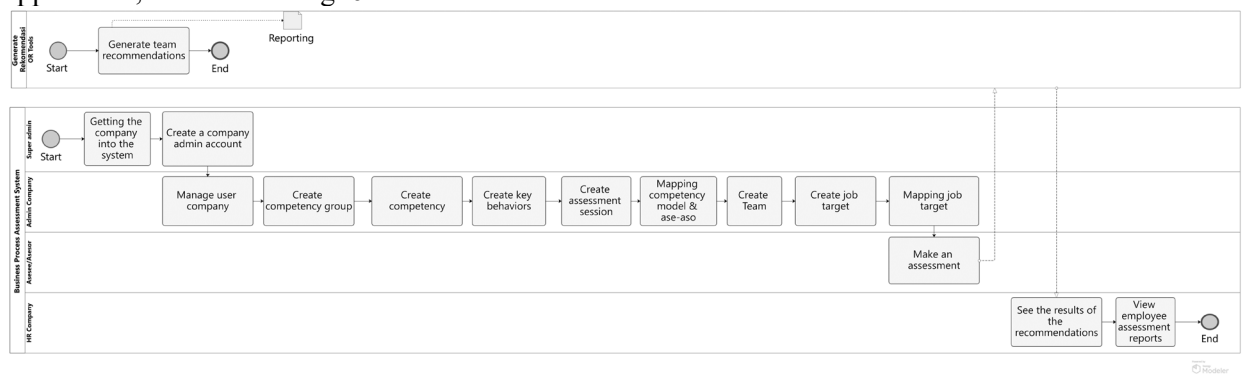 Generate
Rekomendasi
OR Tools
Start
Generate team
recommendations
End
Reporting
Business Process Assessment System
Super admin
Start
Getting the
company
into the
system
Create a company
admin account
Admin Company
Manage user
company
Create
competency group
Create
competency
Create key
behaviors
Create
assessment
session
Mapping
competency
model &
ase-aso
Create
Team
Create job
target
Mapping job
target
Asesee/Asesor
Make an
assessment
HR Company
See the results of
the
recommendations
View
employee
assessment
reports
End
Modeler